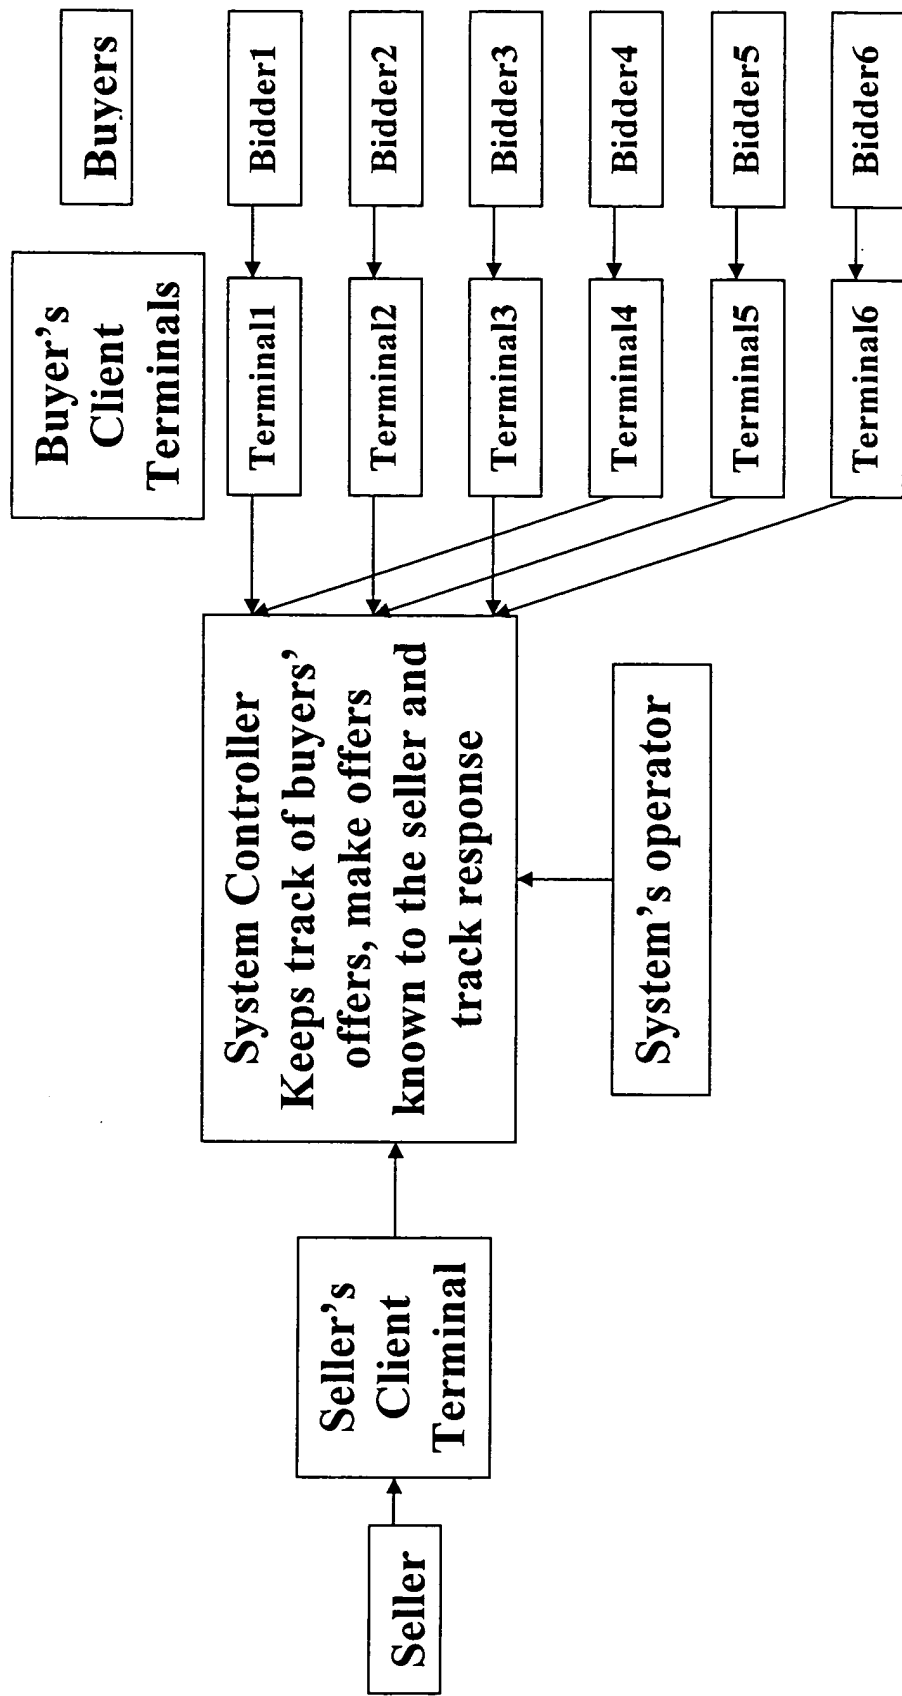 Buyers
Bidder1
Bidder2
Bidder3
Bidder4
Bidder5
Bidder6
Buyer's
Client
Terminals
Terminal1
Terminal2
Terminal3
Terminal4
Terminal5
Terminal6
System Controller
Keeps track of buyers'
offers, make offers
known to the seller and
track response
System's operator
Seller's
Client
Terminal
Seller